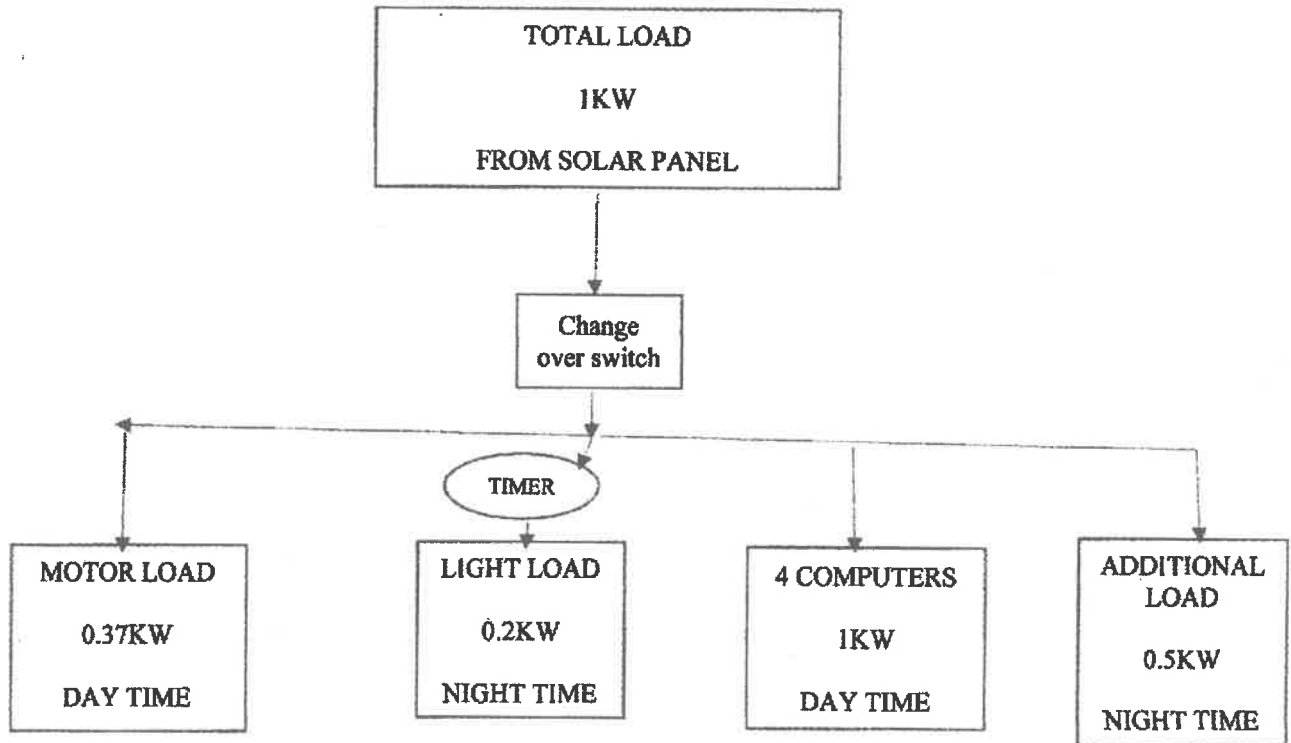 TOTAL LOAD
1KW
FROM SOLAR PANEL
Change
over switch
TIMER
MOTOR LOAD
0.37KW
DAY TIME
LIGHT LOAD
0.2KW
NIGHT TIME
4 COMPUTERS
1KW
DAY TIME
ADDITIONAL
LOAD
0.5KW
NIGHT TIME